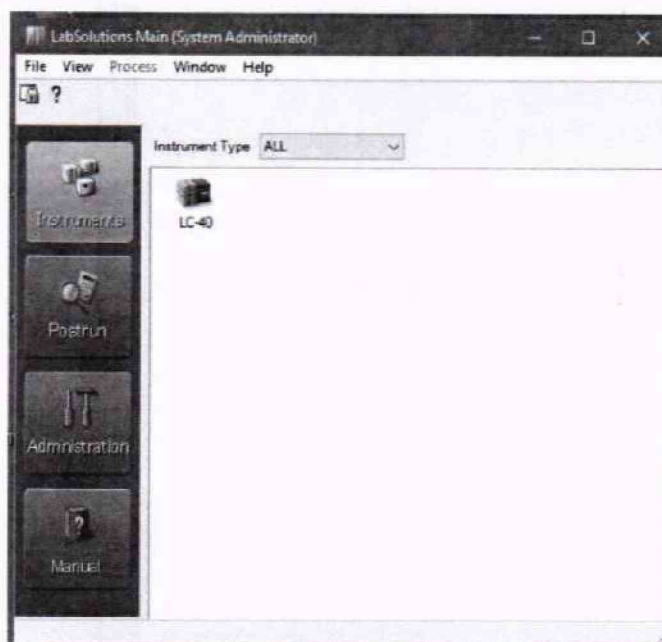 LabSolutions Main (System Administrator)
File View Process Window Help
?
Instrument Type ALL
Instruments
LC-40
Postrun
Administration
?
Manual